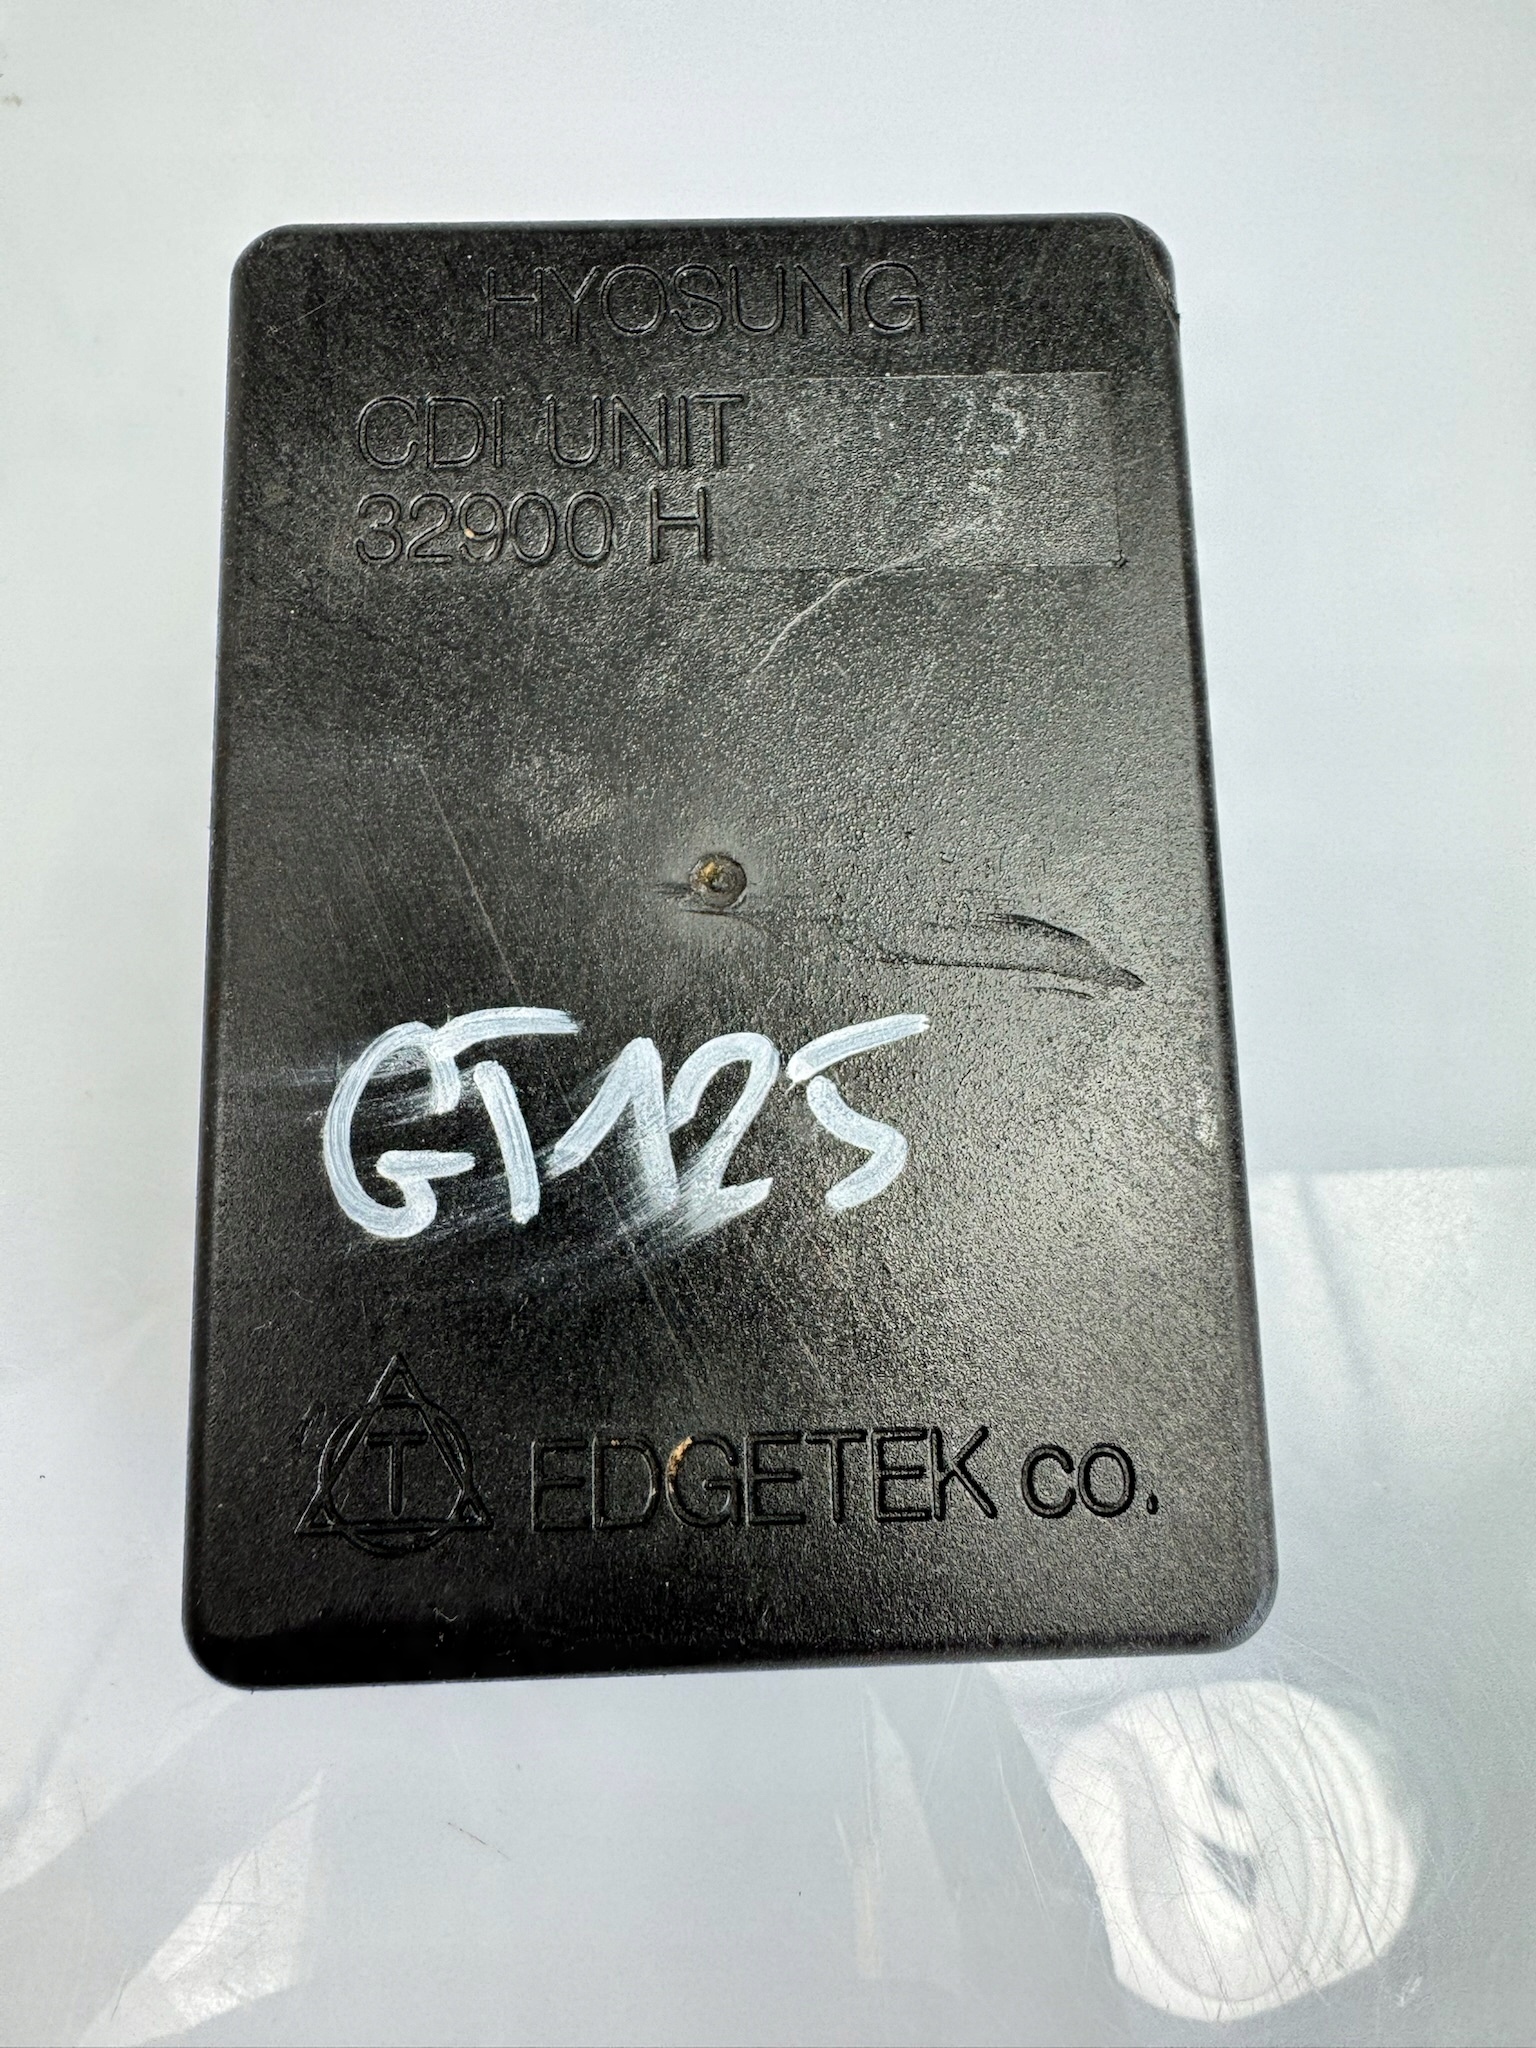 HYOSUNG
CDI UNIT
32900 H
GT125
T EDGETEK CO.